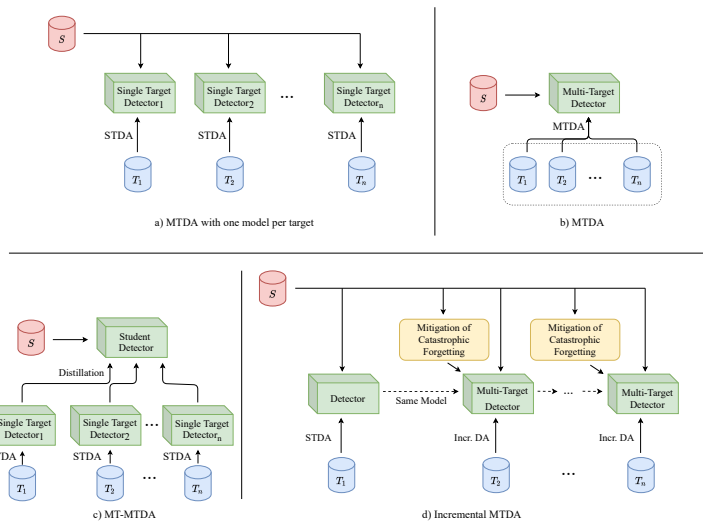 S
Single Target
Detector1
Single Target
Detector2
...
Single Target
Detectorn
STDA
STDA
STDA
T1
T2
Tn
a) MTDA with one model per target
S
Multi-Target
Detector
MTDA
T1
T2
...
Tn
b) MTDA
S
Student
Detector
Distillation
Single Target
Detector1
Single Target
Detector2
...
Single Target
Detectorn
TDA
STDA
STDA
T1
T2
...
Tn
c) MT-MTDA
S
Mitigation of
Catastrophic
Forgetting
Mitigation of
Catastrophic
Forgetting
Detector
Same Model
Multi-Target
Detector
...
Multi-Target
Detector
STDA
Incr. DA
Incr. DA
T1
T2
...
Tn
d) Incremental MTDA